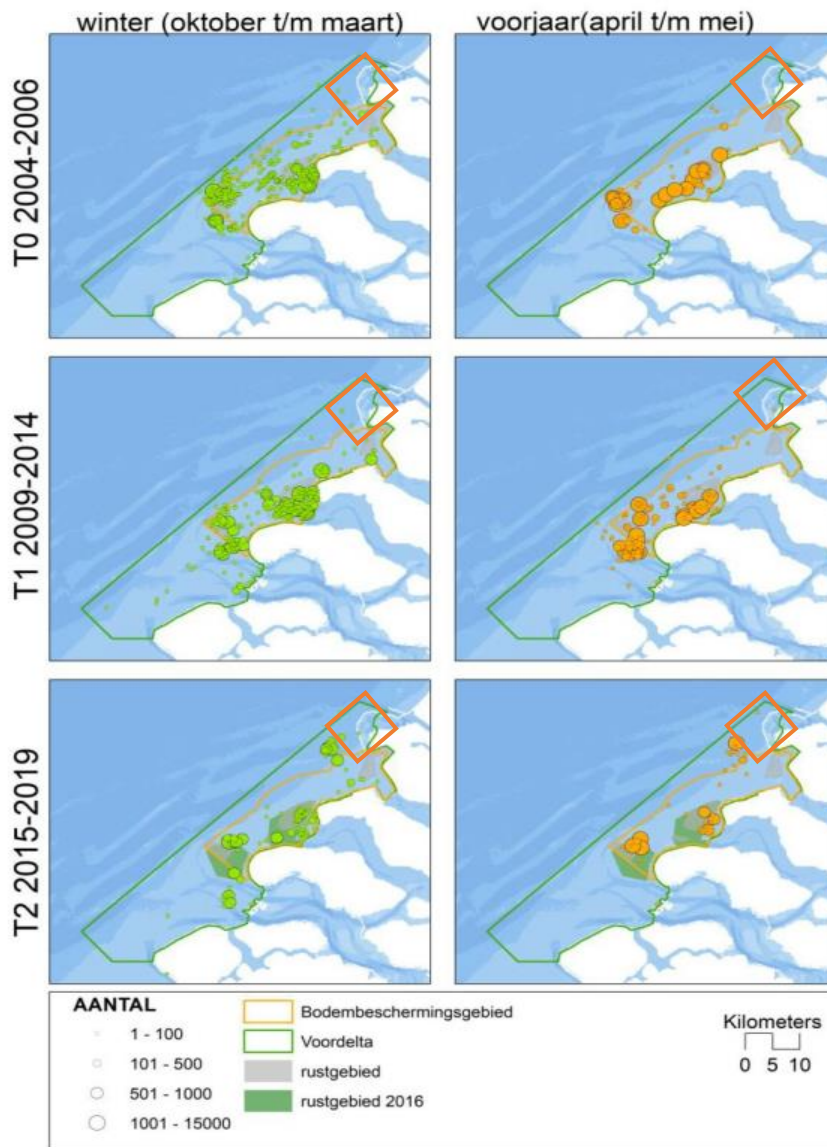 winter (oktober t/m maart)
voorjaar(april t/m mei)
T0 2004-2006
T1 2009-2014
T2 2015-2019
AANTAL
1 - 100
101 - 500
501 - 1000
1001 - 15000
Bodembeschermingsgebied
Voordelta
rustgebied
rustgebied 2016
Kilometers
0 5 10